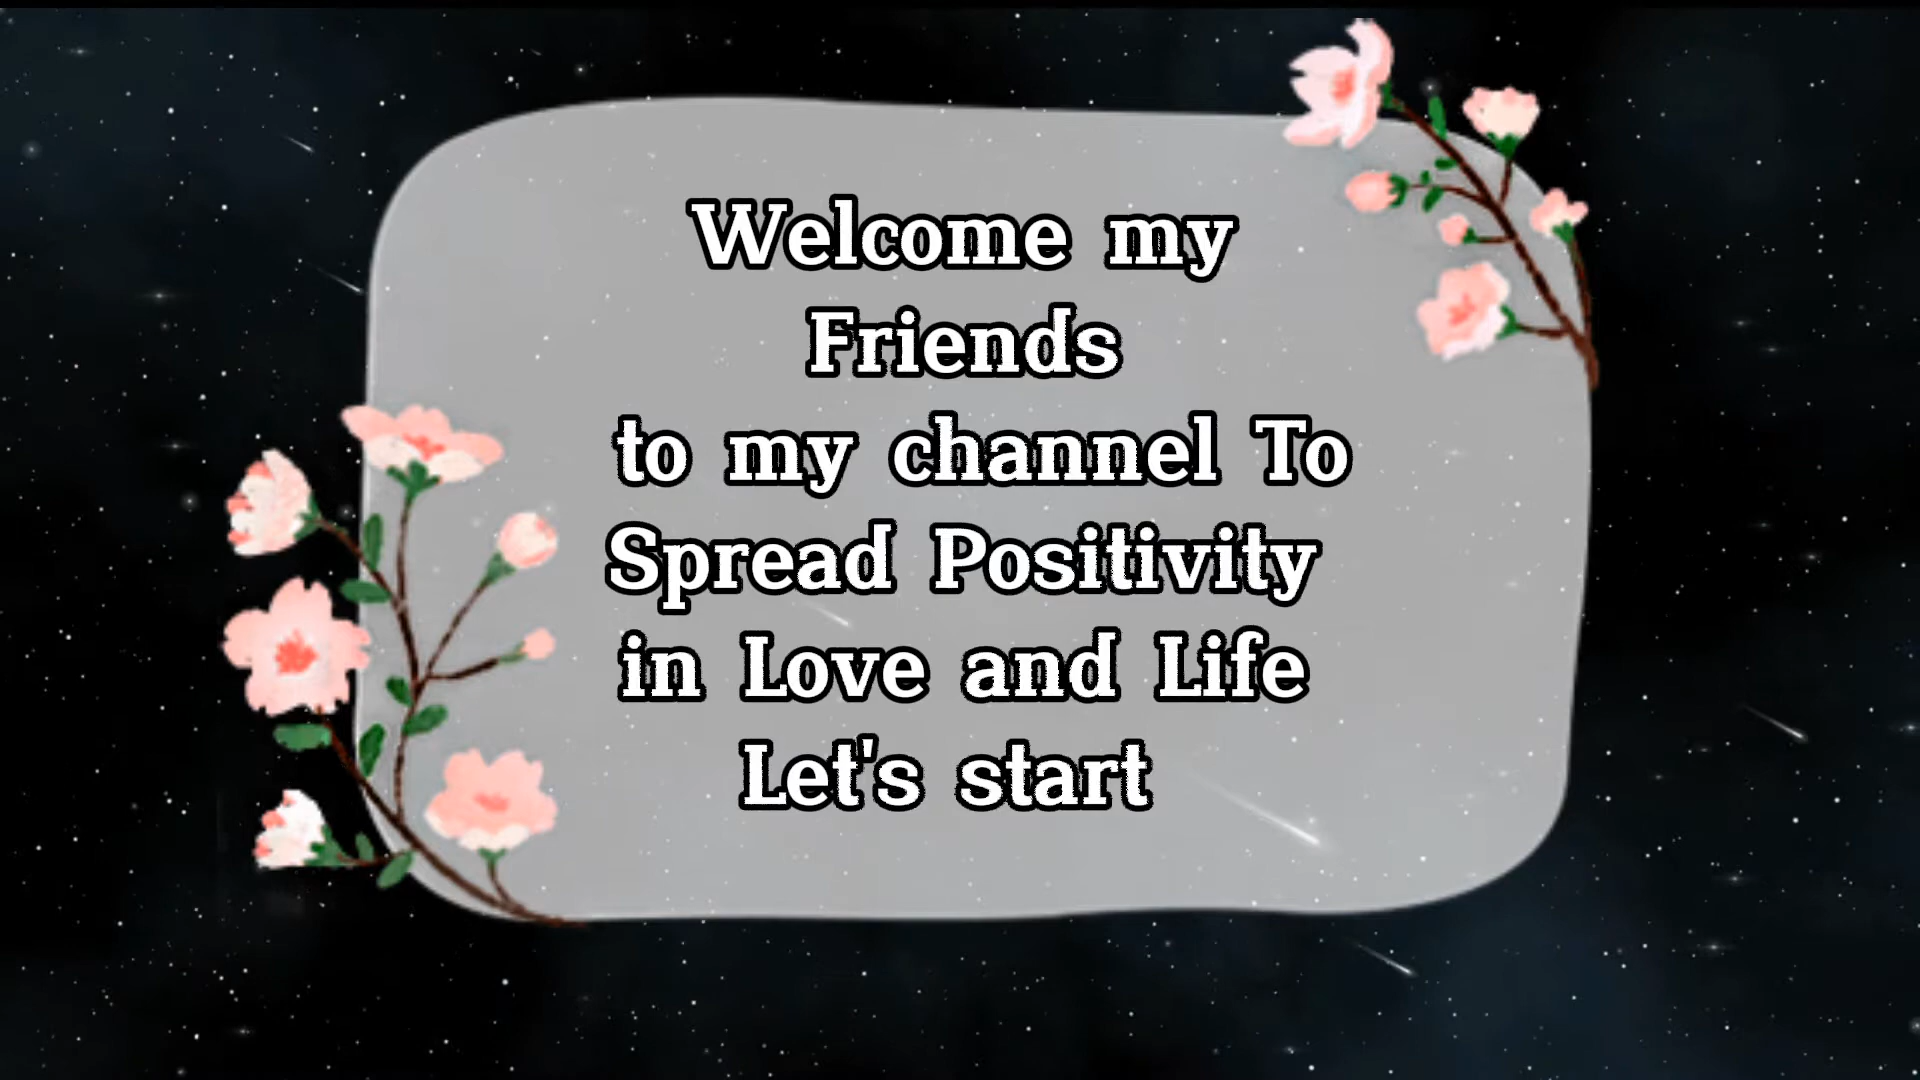 Welcome my
Friends
to my channel To
Spread Positivity
in Love and Life
Let's start